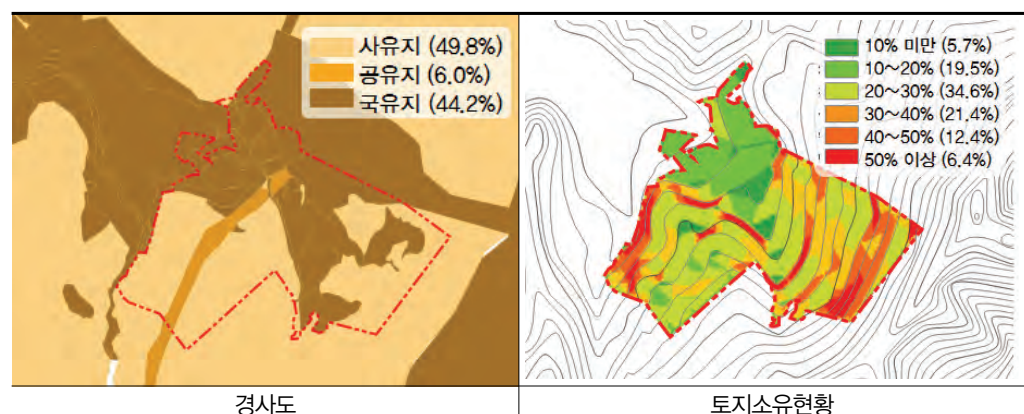 사유지 (49.8%)
공유지 (6.0%)
국유지 (44.2%)
10% 미만 (5.7%)
10~20% (19.5%)
20~30% (34.6%)
30~40% (21.4%)
40~50% (12.4%)
50% 이상 (6.4%)
경사도
토지소유현황